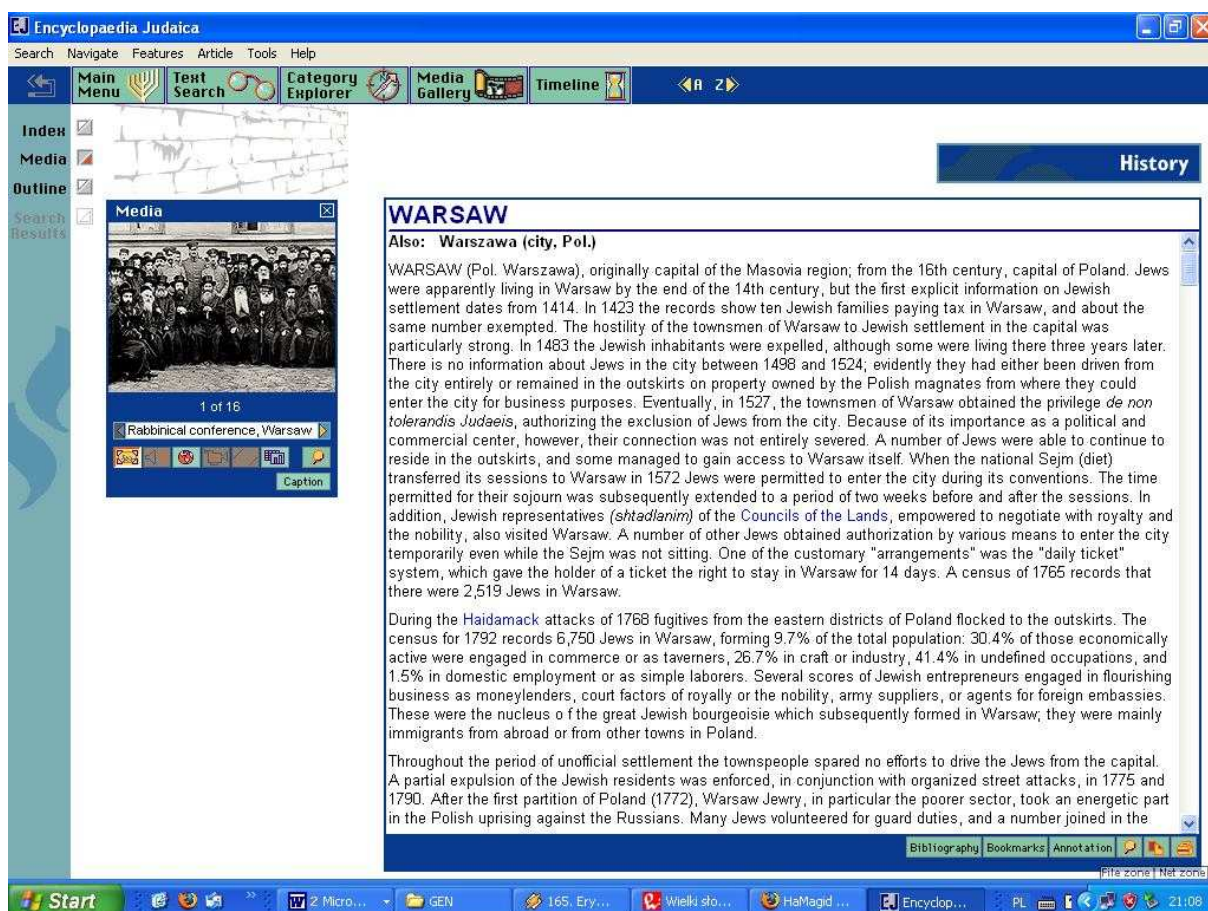 Encyclopaedia Judaica
Search Navigate Features Article Tools Help
Main Menu
Text Search
Category Explorer
Media Gallery
Timeline
A Z
Index
Media
Outline
Search Results
History
Media
1 of 16
Rabbinical conference, Warsaw
Caption
WARSAW
Also: Warszawa (city, Pol.)
WARSAW (Pol. Warszawa), originally capital of the Masovia region; from the 16th century, capital of Poland. Jews
were apparently living in Warsaw by the end of the 14th century, but the first explicit information on Jewish
settlement dates from 1414. In 1423 the records show ten Jewish families paying tax in Warsaw, and about the
same number exempted. The hostility of the townsmen of Warsaw to Jewish settlement in the capital was
particularly strong. In 1483 the Jewish inhabitants were expelled, although some were living there three years later.
There is no information about Jews in the city between 1498 and 1524; evidently they had either been driven from
the city entirely or remained in the outskirts on property owned by the Polish magnates from where they could
enter the city for business purposes. Eventually, in 1527, the townsmen of Warsaw obtained the privilege de non
tolerandis Judaeis, authorizing the exclusion of Jews from the city. Because of its importance as a political and
commercial center, however, their connection was not entirely severed. A number of Jews were able to continue to
reside in the outskirts, and some managed to gain access to Warsaw itself. When the national Sejm (diet)
transferred its sessions to Warsaw in 1572 Jews were permitted to enter the city during its conventions. The time
permitted for their sojourn was subsequently extended to a period of two weeks before and after the sessions. In
addition, Jewish representatives (shtadlanim) of the Councils of the Lands, empowered to negotiate with royalty and
the nobility, also visited Warsaw. A number of other Jews obtained authorization by various means to enter the city
temporarily even while the Sejm was not sitting. One of the customary "arrangements" was the "daily ticket"
system, which gave the holder of a ticket the right to stay in Warsaw for 14 days. A census of 1765 records that
there were 2,519 Jews in Warsaw.
During the Haidamack attacks of 1768 fugitives from the eastern districts of Poland flocked to the outskirts. The
census for 1792 records 6,750 Jews in Warsaw, forming 9.7% of the total population: 30.4% of those economically
active were engaged in commerce or as taverners, 26.7% in craft or industry, 41.4% in undefined occupations, and
1.5% in domestic employment or as simple laborers. Several scores of Jewish entrepreneurs engaged in flourishing
business as moneylenders, court factors of royally or the nobility, army suppliers, or agents for foreign embassies.
These were the nucleus o f the great Jewish bourgeoisie which subsequently formed in Warsaw; they were mainly
immigrants from abroad or from other towns in Poland.
Throughout the period of unofficial settlement the townspeople spared no efforts to drive the Jews from the capital.
A partial expulsion of the Jewish residents was enforced, in conjunction with organized street attacks, in 1775 and
1790. After the first partition of Poland (1772), Warsaw Jewry, in particular the poorer sector, took an energetic part
in the Polish uprising against the Russians. Many Jews volunteered for guard duties, and a number joined in the
Bibliography Bookmarks Annotation
File zone | Net zone
Start 2 Micro... GEN 165. Ery... Wielki sło... HaMagid ... Encyclop... PL 21:08